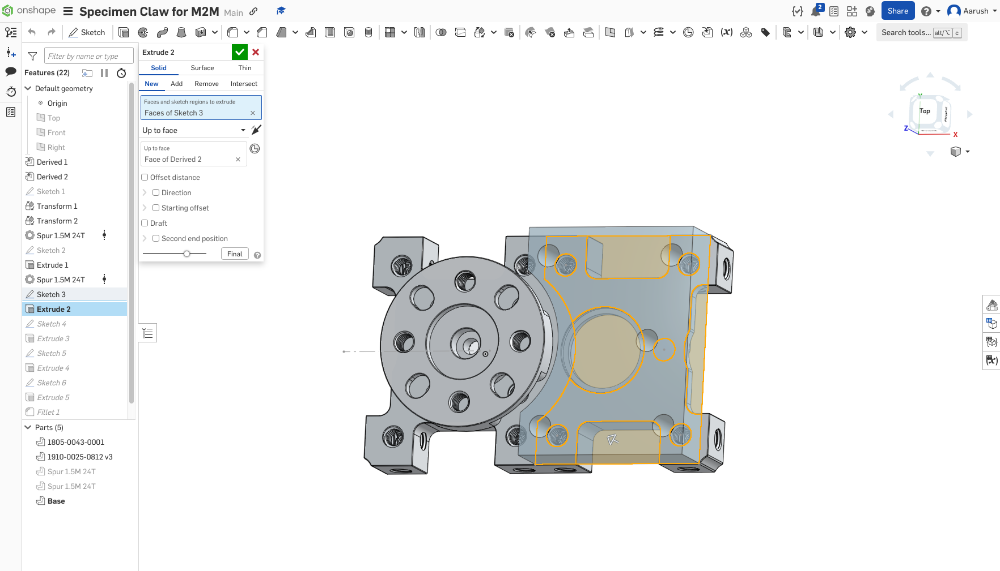 onshape
Specimen Claw for M2M
Main
2
Share
Aarush
Sketch
Search tools...
alt/⌥
c
Filter by name or type
Features (22)
Default geometry
Origin
Top
Front
Right
Derived 1
Derived 2
Sketch 1
Transform 1
Transform 2
Spur 1.5M 24T
Sketch 2
Extrude 1
Spur 1.5M 24T
Sketch 3
Extrude 2
Sketch 4
Extrude 3
Sketch 5
Extrude 4
Sketch 6
Extrude 5
Fillet 1
Parts (5)
1805-0043-0001
1910-0025-0812 v3
Spur 1.5M 24T
Spur 1.5M 24T
Base
Extrude 2
Solid Surface Thin
New Add Remove Intersect
Faces and sketch regions to extrude
Faces of Sketch 3
Up to face
Up to face
Face of Derived 2
Offset distance
Direction
Starting offset
Draft
Second end position
Final
Y
Top
Right
Z
X